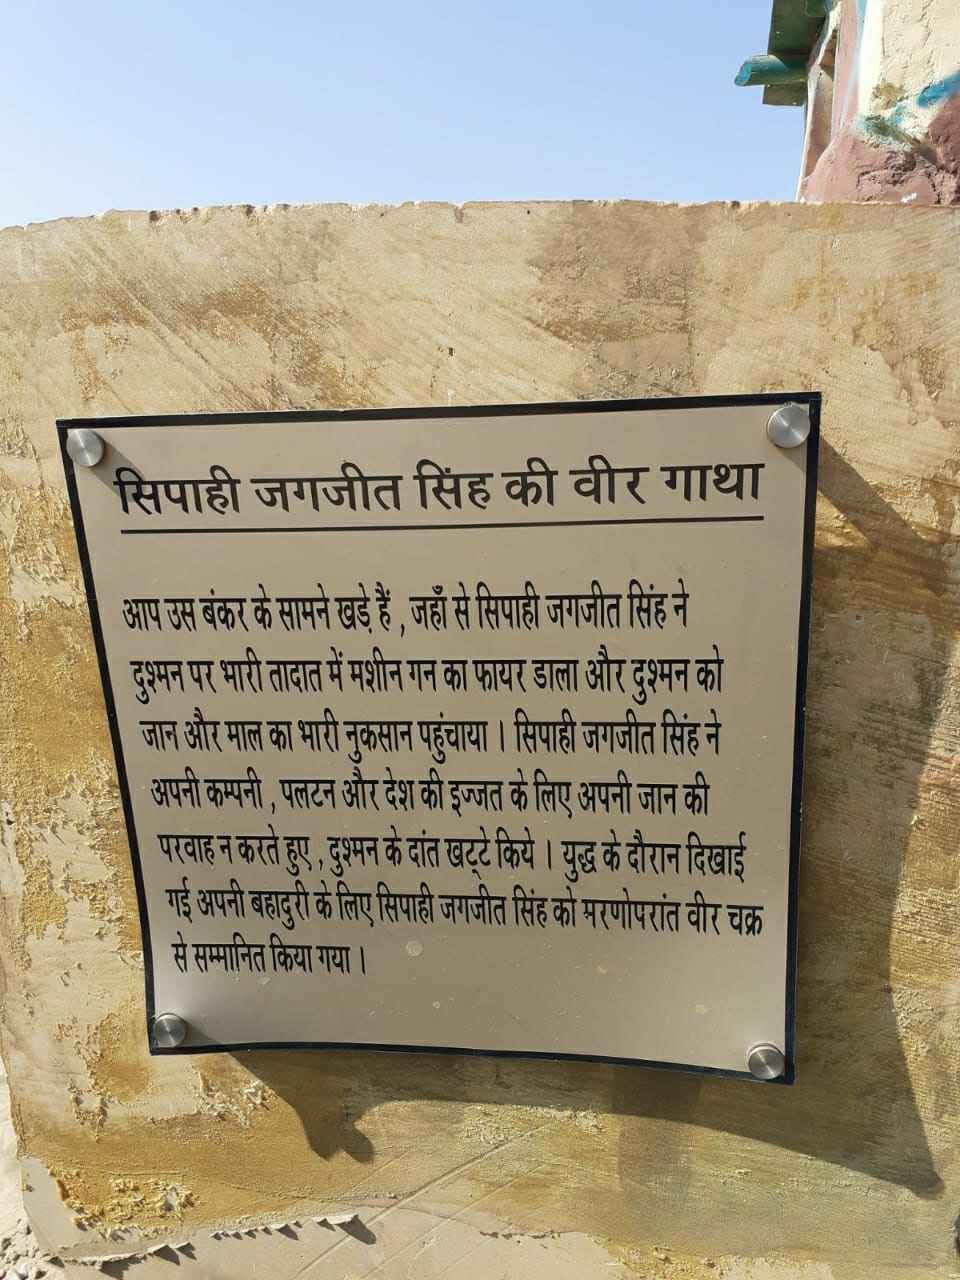 सिपाही जगजीत सिंह की वीर गाथा
आप उस बंकर के सामने खड़े हैं , जहाँ से सिपाही जगजीत सिंह ने
दुश्मन पर भारी तादात में मशीन गन का फायर डाला और दुश्मन को
जान और माल का भारी नुकसान पहुंचाया । सिपाही जगजीत सिंह ने
अपनी कम्पनी , पलटन और देश की इज्जत के लिए अपनी जान की
परवाह न करते हुए , दुश्मन के दांत खट्टे किये । युद्ध के दौरान दिखाई
गई अपनी बहादुरी के लिए सिपाही जगजीत सिंह को मरणोपरांत वीर चक्र
से सम्मानित किया गया ।